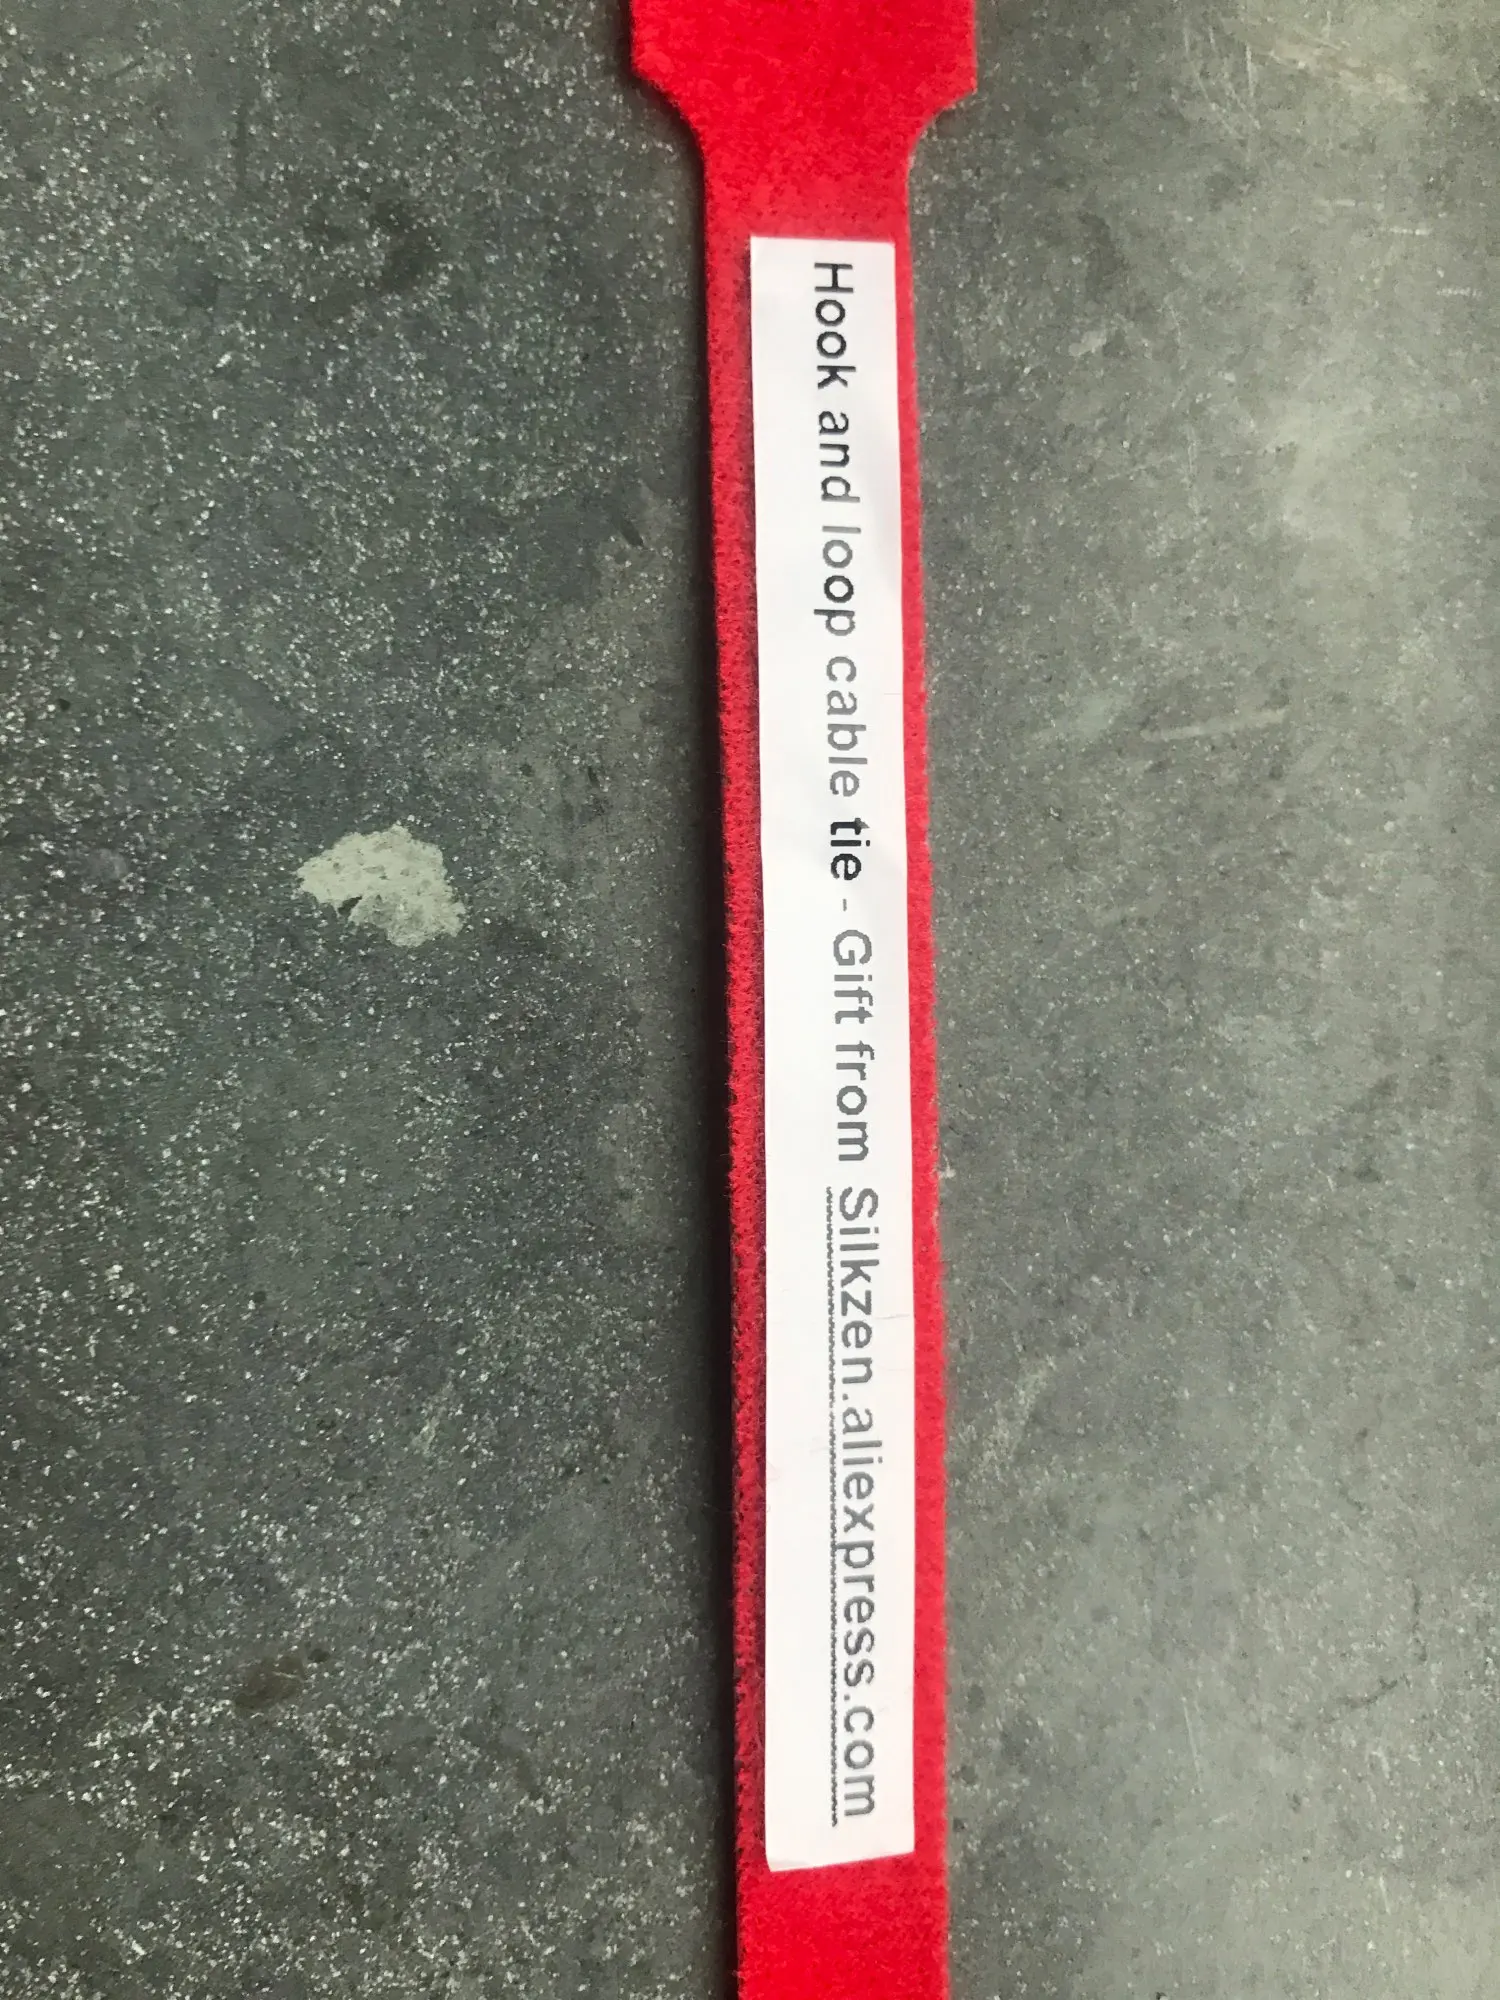 Hook and loop cable tie - Gift from Silkzen.aliexpress.com